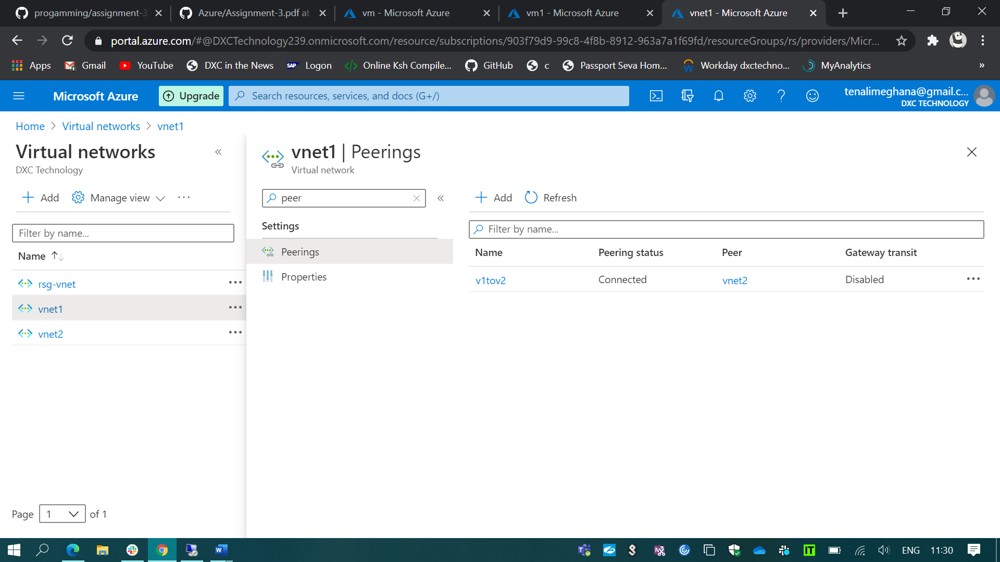 progamming/assignment-3
Azure/Assignment-3.pdf at
vm - Microsoft Azure
vm1 - Microsoft Azure
vnet1 - Microsoft Azure
portal.azure.com/#@DXCTechnology239.onmicrosoft.com/resource/subscriptions/903f79d9-99c8-4f8b-8912-963a7a1f69fd/resourceGroups/rs/providers/Micr...
Apps
Gmail
YouTube
DXC in the News
SAP
Logon
Online Ksh Compile...
GitHub
c
Passport Seva Hom...
Workday dxctechno...
MyAnalytics
»
Microsoft Azure
Upgrade
Search resources, services, and docs (G+/)
tenalimeghana@gmail.c...
DXC TECHNOLOGY
Home > Virtual networks > vnet1
Virtual networks
DXC Technology
«
Add
Manage view
...
Filter by name...
Name
rsg-vnet
vnet1
vnet2
Page 1 of 1
vnet1 | Peerings
Virtual network
peer
«
Settings
Peerings
Properties
Add
Refresh
Filter by name...
Name Peering status Peer Gateway transit
v1tov2 Connected vnet2 Disabled
ENG
11:30